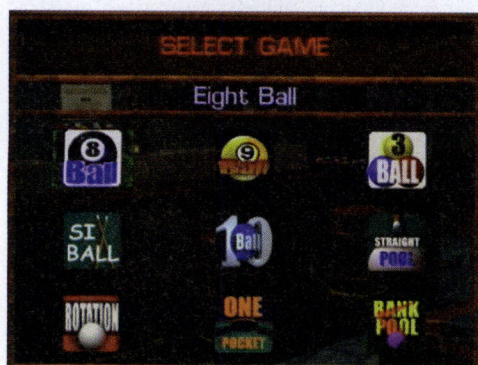 SELECT GAME
Eight Ball
8 Ball
9 Ball
3 BALL
SIX BALL
10 Ball
STRAIGHT POOL
ROTATION
ONE POCKET
BANK POOL